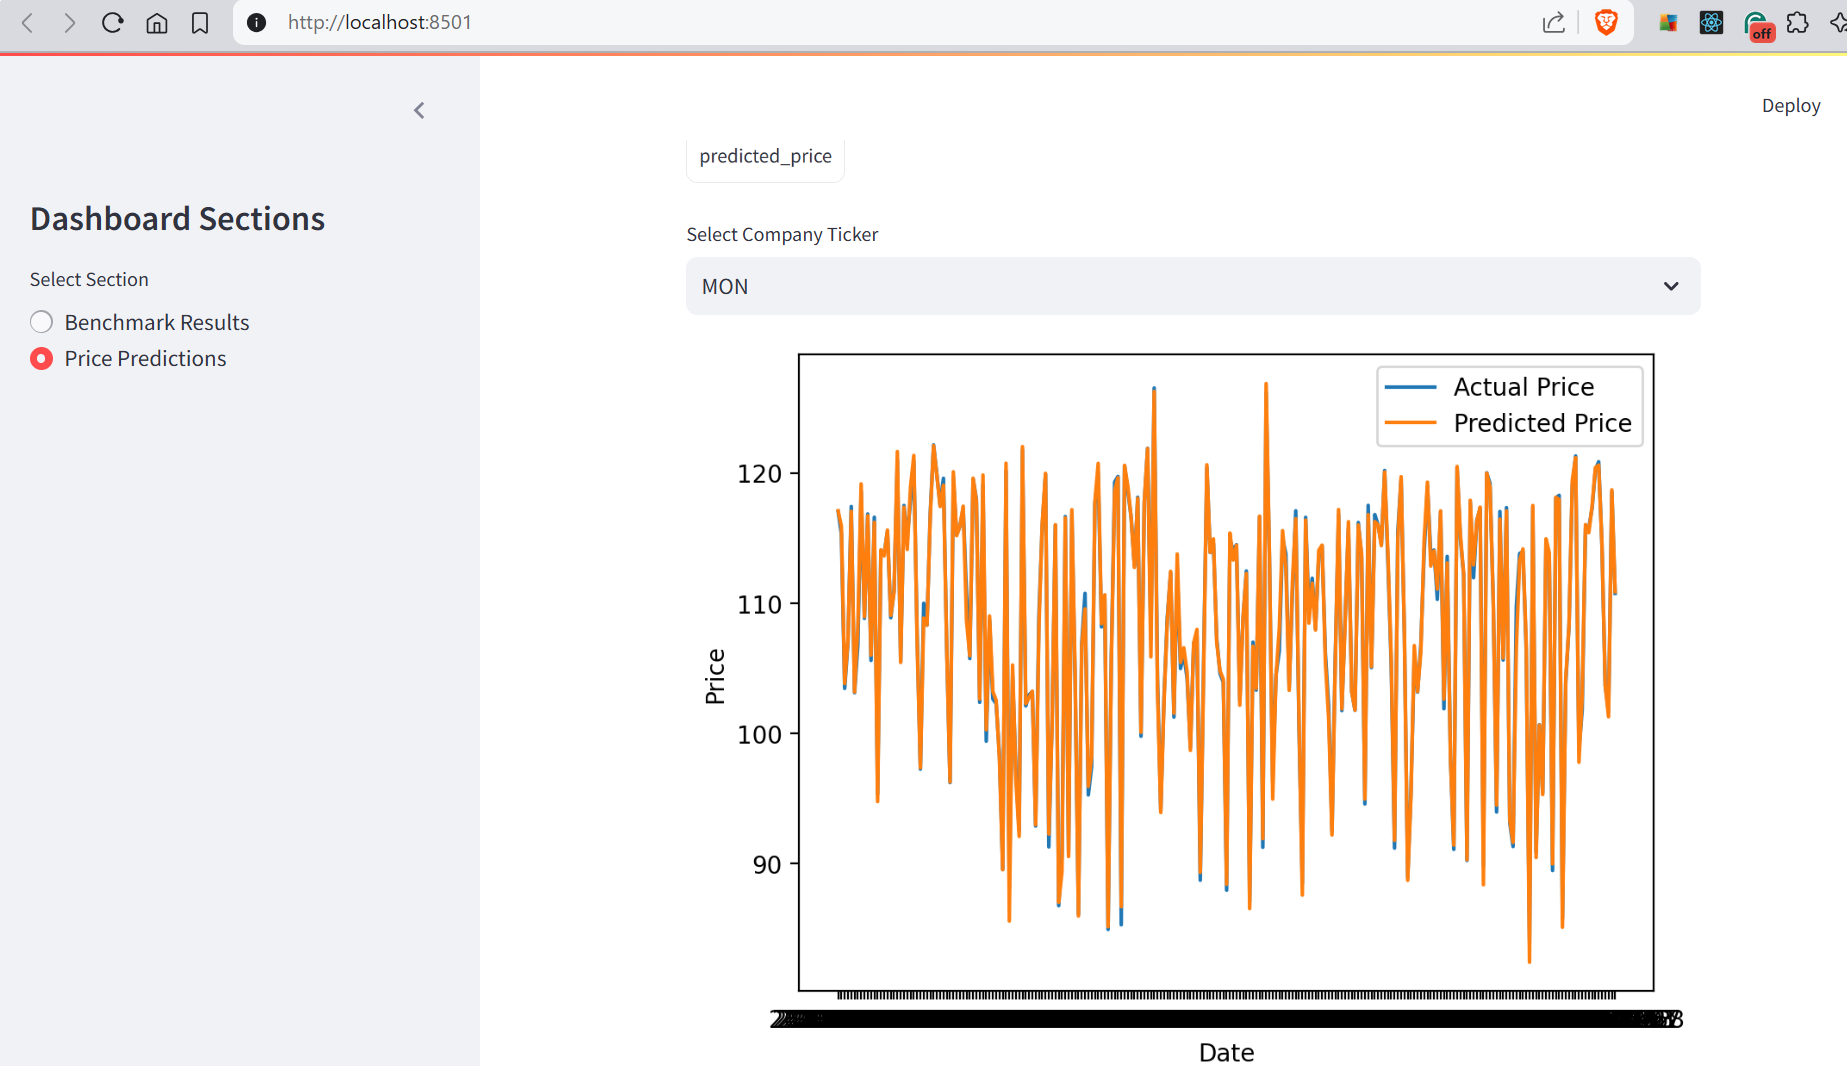 http://localhost:8501
off
Deploy
Dashboard Sections
Select Section
Benchmark Results
Price Predictions
predicted_price
Select Company Ticker
MON
Actual Price
Predicted Price
120
110
100
90
Price
Date